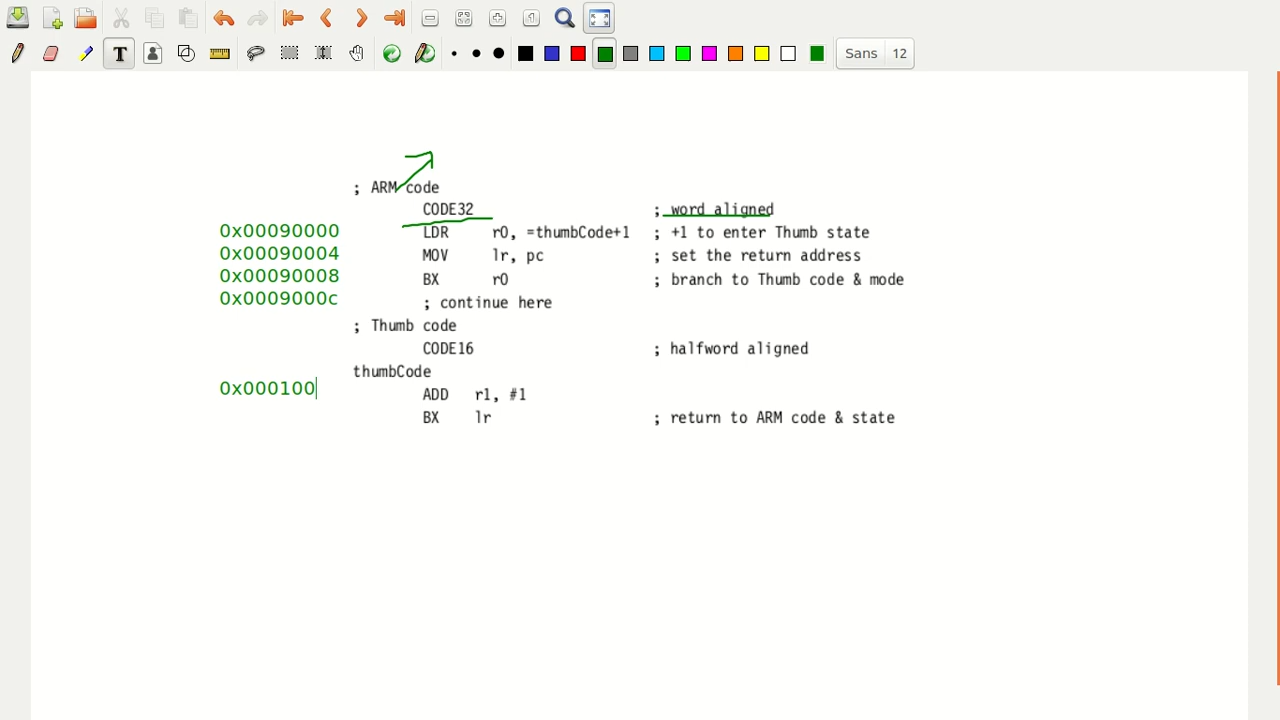 T Sans 12
; ARM code
CODE32 ; word aligned
0x00090000 LDR r0, =thumbCode+1 ; +1 to enter Thumb state
0x00090004 MOV lr, pc ; set the return address
0x00090008 BX r0 ; branch to Thumb code & mode
0x0009000c ; continue here
; Thumb code
CODE16 ; halfword aligned
thumbCode
0x000100 ADD r1, #1
BX lr ; return to ARM code & state